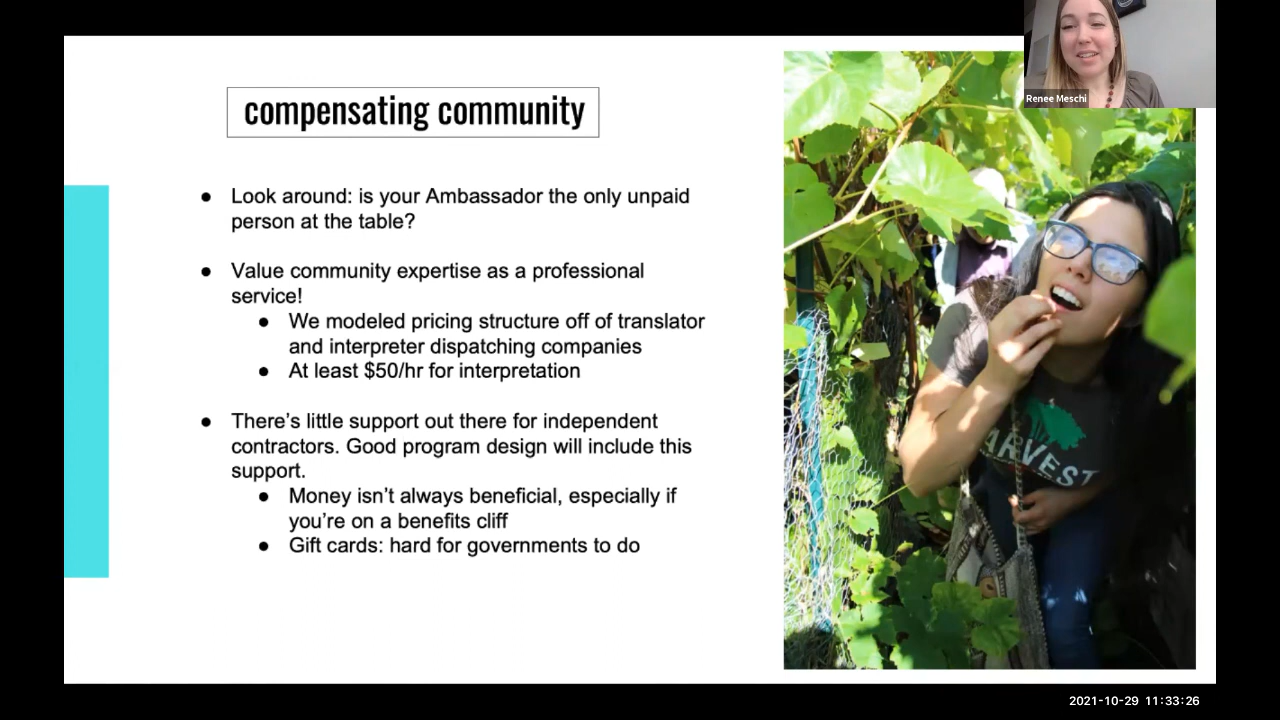 Renee Meschi
compensating community
● Look around: is your Ambassador the only unpaid
person at the table?
● Value community expertise as a professional
service!
● We modeled pricing structure off of translator
and interpreter dispatching companies
● At least $50/hr for interpretation
● There’s little support out there for independent
contractors. Good program design will include this
support.
● Money isn’t always beneficial, especially if
you’re on a benefits cliff
● Gift cards: hard for governments to do
ARVEST
2021-10-29 11:33:26